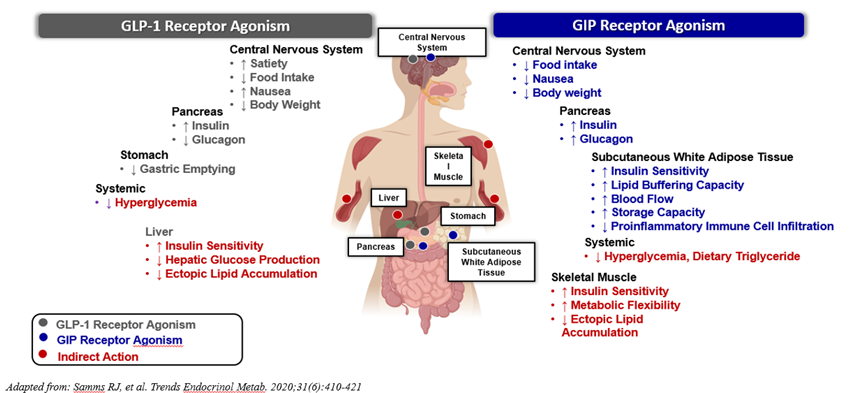 GLP-1 Receptor Agonism
GIP Receptor Agonism
Central Nervous System
• ↑ Satiety
• ↓ Food Intake
• ↑ Nausea
• ↓ Body Weight
Pancreas
• ↑ Insulin
• ↓ Glucagon
Stomach
• ↓ Gastric Emptying
Systemic
• ↓ Hyperglycemia
Liver
• ↑ Insulin Sensitivity
• ↓ Hepatic Glucose Production
• ↓ Ectopic Lipid Accumulation
Central Nervous
System
Skeleta
l
Muscle
Liver
Stomach
Pancreas
Subcutaneous
White Adipose
Tissue
Central Nervous System
• ↓ Food intake
• ↓ Nausea
• ↓ Body weight
Pancreas
• ↑ Insulin
• ↑ Glucagon
Subcutaneous White Adipose Tissue
• ↑ Insulin Sensitivity
• ↑ Lipid Buffering Capacity
• ↑ Blood Flow
• ↑ Storage Capacity
• ↓ Proinflammatory Immune Cell Infiltration
Systemic
• ↓ Hyperglycemia, Dietary Triglyceride
Skeletal Muscle
• ↑ Insulin Sensitivity
• ↑ Metabolic Flexibility
• ↓ Ectopic Lipid
Accumulation
GLP-1 Receptor Agonism
GIP Receptor Agonism
Indirect Action
Adapted from: Samms RJ, et al. Trends Endocrinol Metab. 2020;31(6):410-421